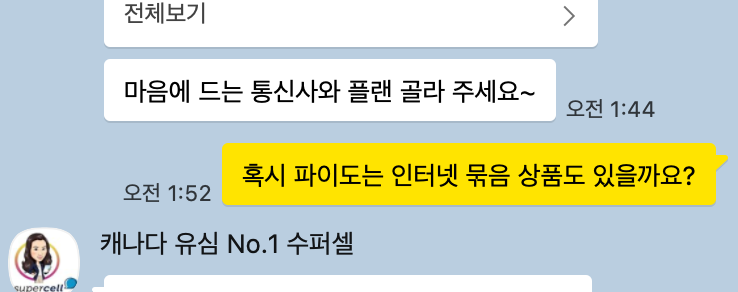 전체보기
마음에 드는 통신사와 플랜 골라 주세요~
오전 1:44
혹시 파이도는 인터넷 묶음 상품도 있을까요?
오전 1:52
캐나다 유심 No.1 수퍼셀
supercell